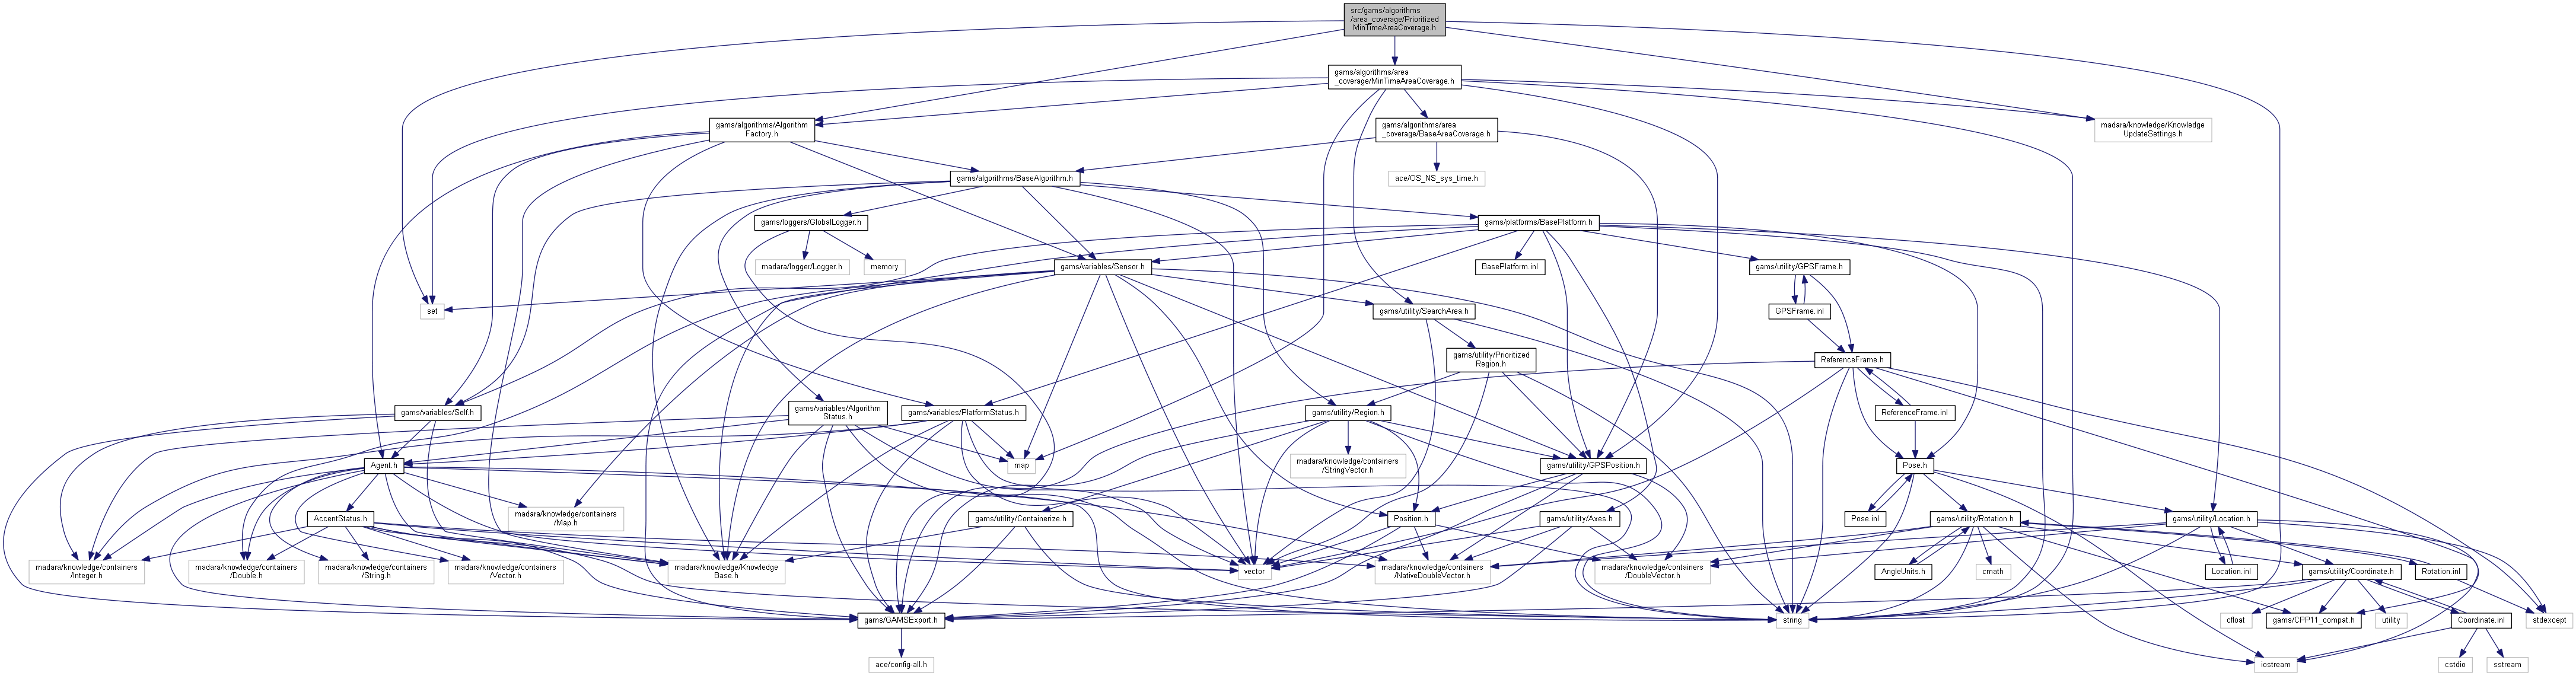 src/gams/algorithms
/area_coverage/Prioritized
MinTimeAreaCoverage.h
gams/algorithms/area
_coverage/MinTimeAreaCoverage.h
gams/algorithms/Algorithm
Factory.h
gams/algorithms/area
_coverage/BaseAreaCoverage.h
madara/knowledge/Knowledge
UpdateSettings.h
gams/algorithms/BaseAlgorithm.h
ace/OS_NS_sys_time.h
gams/loggers/GlobalLogger.h
gams/platforms/BasePlatform.h
madara/logger/Logger.h
memory
gams/variables/Sensor.h
BasePlatform.inl
gams/utility/GPSFrame.h
set
gams/utility/SearchArea.h
GPSFrame.inl
gams/utility/Prioritized
Region.h
ReferenceFrame.h
gams/variables/Self.h
gams/variables/Algorithm
Status.h
gams/variables/PlatformStatus.h
gams/utility/Region.h
ReferenceFrame.inl
Agent.h
map
madara/knowledge/containers
/StringVector.h
gams/utility/GPSPosition.h
Pose.h
AccentStatus.h
madara/knowledge/containers
/Map.h
gams/utility/Containerize.h
Position.h
gams/utility/Axes.h
Pose.inl
gams/utility/Rotation.h
gams/utility/Location.h
madara/knowledge/containers
/Integer.h
madara/knowledge/containers
/Double.h
madara/knowledge/containers
/String.h
madara/knowledge/containers
/Vector.h
madara/knowledge/Knowledge
Base.h
vector
madara/knowledge/containers
/NativeDoubleVector.h
madara/knowledge/containers
/DoubleVector.h
AngleUnits.h
cmath
Location.inl
gams/utility/Coordinate.h
Rotation.inl
gams/GAMSExport.h
string
cfloat
gams/CPP11_compat.h
utility
Coordinate.inl
stdexcept
ace/config-all.h
iostream
cstdio
sstream